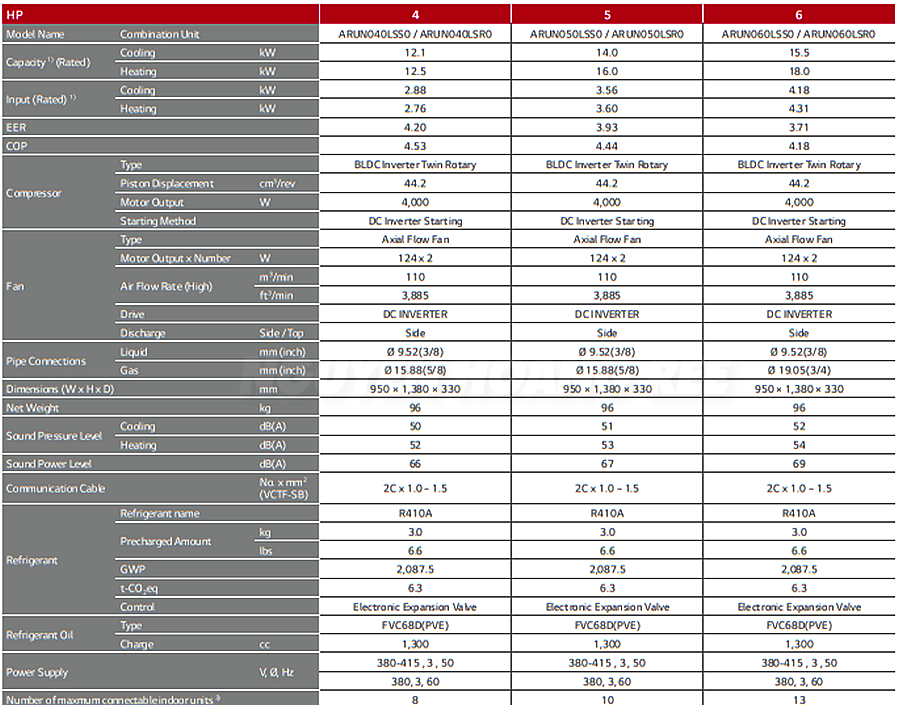 HP 4 5 6
Model Name Combination Unit ARUN040LSS0 / ARUN040LSR0 ARUN050LSS0 / ARUN050LSR0 ARUN060LSS0 / ARUN060LSR0
Capacity 1) (Rated) Cooling kW 12.1 14.0 15.5
Heating kW 12.5 16.0 18.0
Input (Rated) 1) Cooling kW 2.88 3.56 4.18
Heating kW 2.76 3.60 4.31
EER 4.20 3.93 3.71
COP 4.53 4.44 4.18
Compressor Type BLDC Inverter Twin Rotary BLDC Inverter Twin Rotary BLDC Inverter Twin Rotary
Piston Displacement cm³/rev 44.2 44.2 44.2
Motor Output W 4,000 4,000 4,000
Starting Method DC Inverter Starting DC Inverter Starting DC Inverter Starting
Fan Type Axial Flow Fan Axial Flow Fan Axial Flow Fan
Motor Output x Number W 124 x 2 124 x 2 124 x 2
Air Flow Rate (High) m³/min 110 110 110
ft³/min 3,885 3,885 3,885
Drive DC INVERTER DC INVERTER DC INVERTER
Discharge Side / Top Side Side Side
Pipe Connections Liquid mm (inch) Ø 9.52(3/8) Ø 9.52(3/8) Ø 9.52(3/8)
Gas mm (inch) Ø 15.88(5/8) Ø 15.88(5/8) Ø 19.05(3/4)
Dimensions (W x H x D) mm 950 × 1,380 × 330 950 × 1,380 × 330 950 × 1,380 × 330
Net Weight kg 96 96 96
Sound Pressure Level Cooling dB(A) 50 51 52
Heating dB(A) 52 53 54
Sound Power Level dB(A) 66 67 69
Communication Cable No. x mm² (VCTF-SB) 2C x 1.0 – 1.5 2C x 1.0 – 1.5 2C x 1.0 – 1.5
Refrigerant Refrigerant name R410A R410A R410A
Precharged Amount kg 3.0 3.0 3.0
lbs 6.6 6.6 6.6
GWP 2,087.5 2,087.5 2,087.5
t-CO₂eq 6.3 6.3 6.3
Control Electronic Expansion Valve Electronic Expansion Valve Electronic Expansion Valve
Refrigerant Oil Type FVC68D(PVE) FVC68D(PVE) FVC68D(PVE)
Charge cc 1,300 1,300 1,300
Power Supply V, Ø, Hz 380-415 , 3 , 50 380-415 , 3 , 50 380-415 , 3 , 50
380, 3, 60 380, 3, 60 380, 3, 60
Number of maxmum connectable indoor units 3) 8 10 13